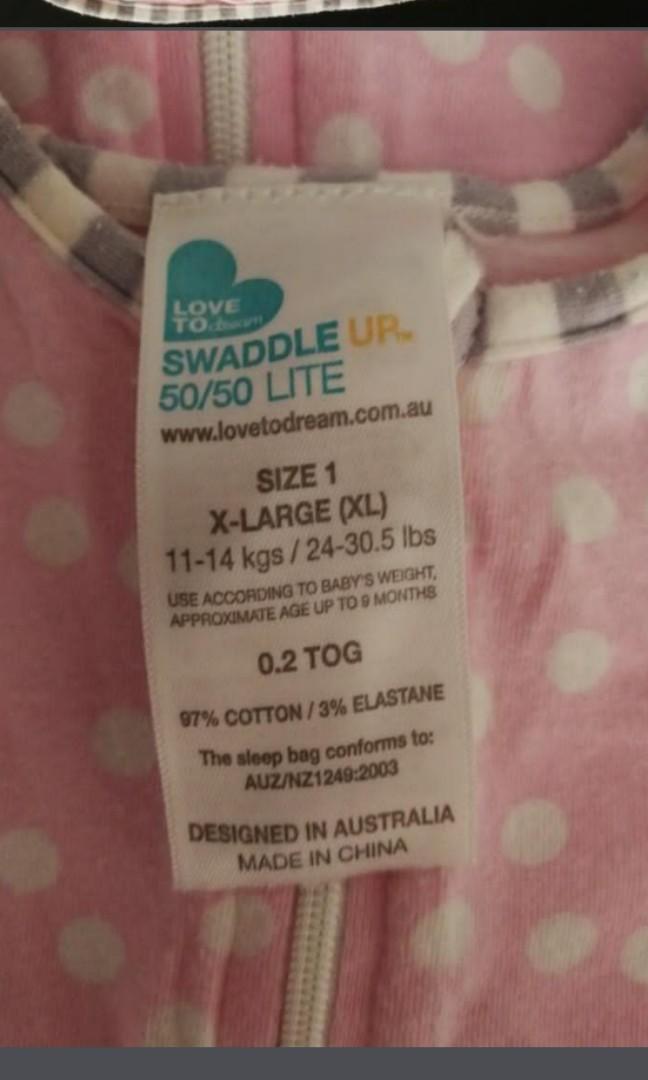 LOVE
TO dream
SWADDLE UP™
50/50 LITE
www.lovetodream.com.au
SIZE 1
X-LARGE (XL)
11-14 kgs / 24-30.5 lbs
USE ACCORDING TO BABY'S WEIGHT,
APPROXIMATE AGE UP TO 9 MONTHS
0.2 TOG
97% COTTON / 3% ELASTANE
The sleep bag conforms to:
AUZ/NZ1249:2003
DESIGNED IN AUSTRALIA
MADE IN CHINA